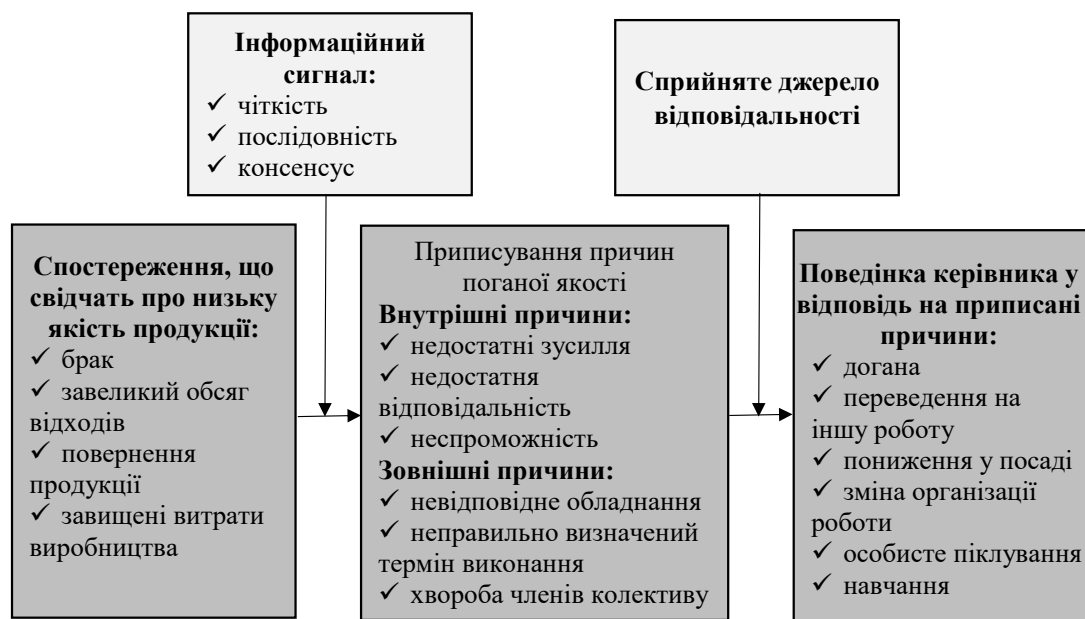 Інформаційний
сигнал:
✓ чіткість
✓ послідовність
✓ консенсус
Сприйняте джерело
відповідальності
Спостереження, що
свідчать про низьку
якість продукції:
✓ брак
✓ завеликий обсяг
відходів
✓ повернення
продукції
✓ завищені витрати
виробництва
Приписування причин
поганої якості
Внутрішні причини:
✓ недостатні зусилля
✓ недостатня
відповідальність
✓ неспроможність
Зовнішні причини:
✓ невідповідне обладнання
✓ неправильно визначений
термін виконання
✓ хвороба членів колективу
Поведінка керівника у
відповідь на приписані
причини:
✓ догана
✓ переведення на
іншу роботу
✓ пониження у посаді
✓ зміна організації
роботи
✓ особисте піклування
✓ навчання